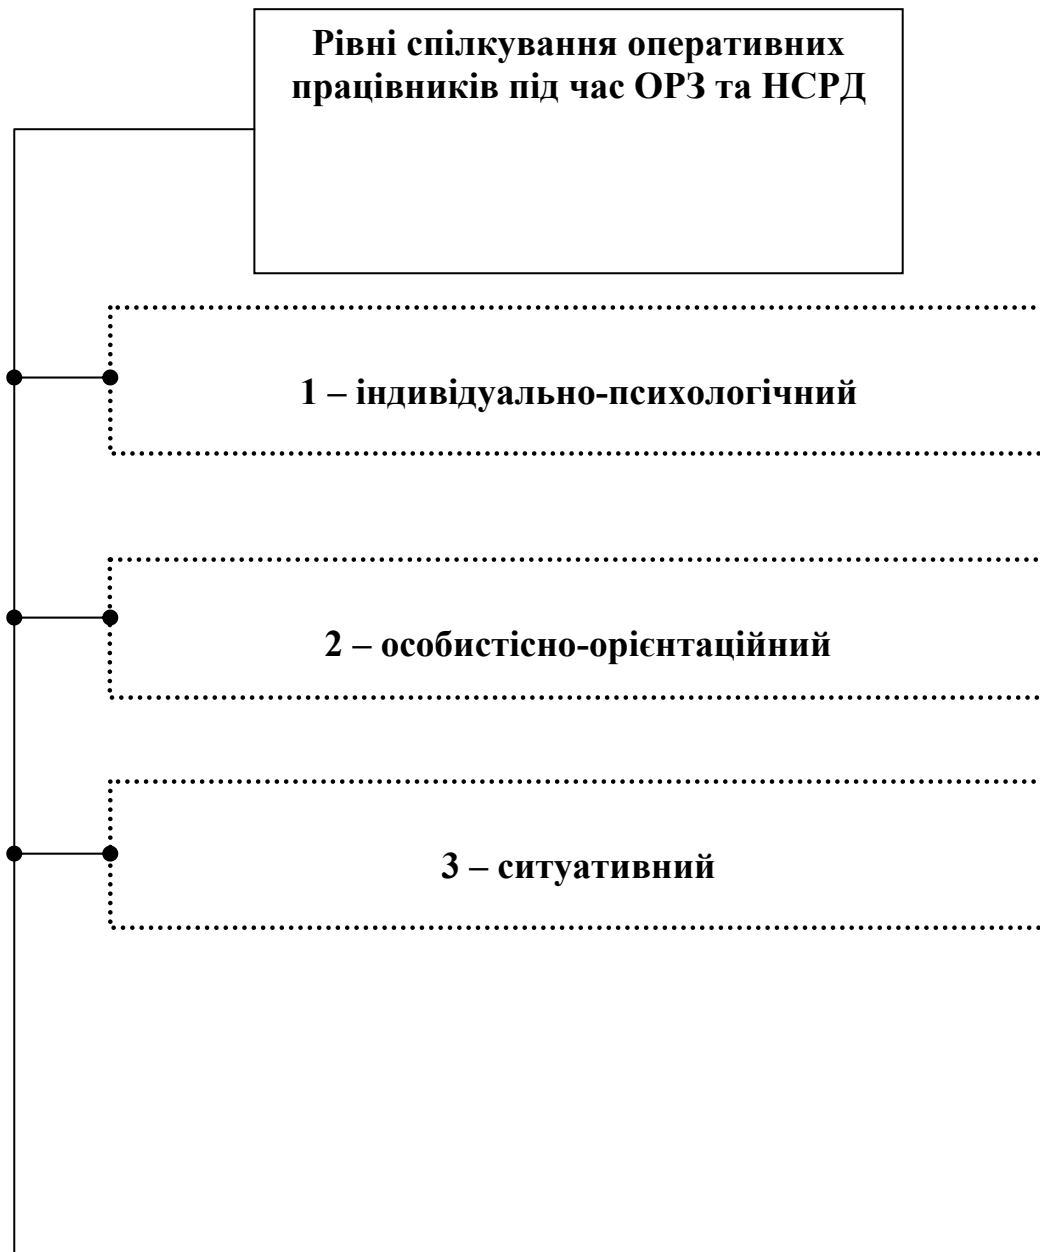 Рівні спілкування оперативних
працівників під час ОРЗ та НСРД
1 – індивідуально-психологічний
2 – особистісно-орієнтаційний
3 – ситуативний